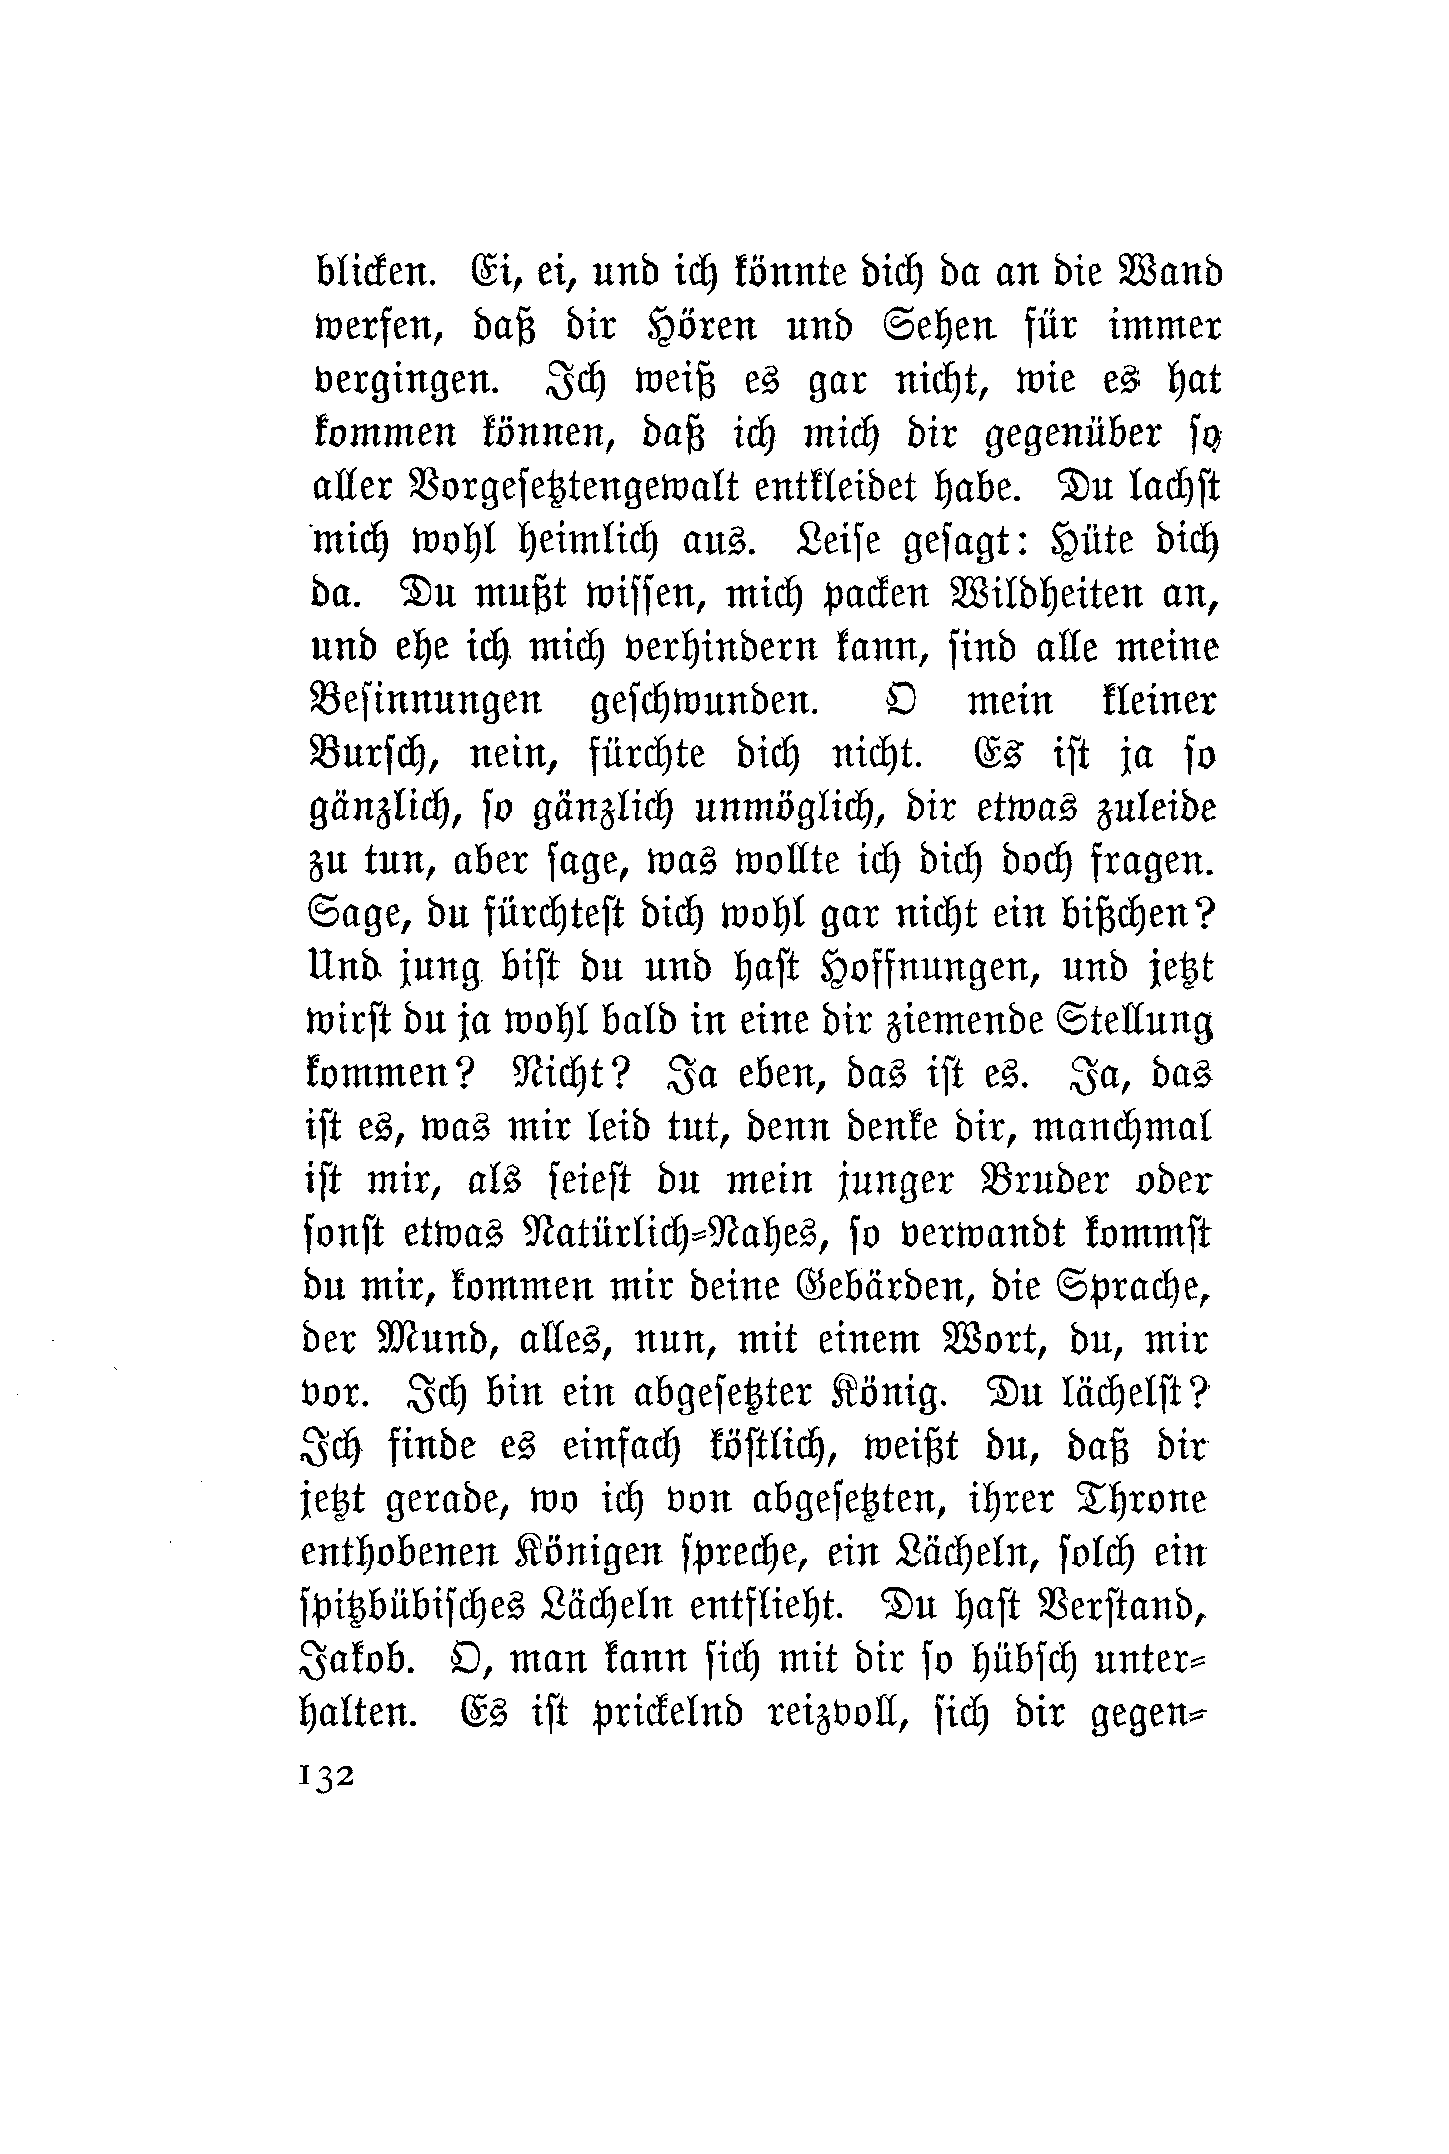 blicken. Ei, ei, und ich könnte dich da an die Wand
werfen, daß dir Hören und Sehen für immer
vergingen. Ich weiß es gar nicht, wie es hat
kommen können, daß ich mich dir gegenüber so
aller Vorgeſetztengewalt entkleidet habe. Du lachſt
mich wohl heimlich aus. Leiſe geſagt: Hüte dich
da. Du mußt wiſſen, mich packen Wildheiten an,
und ehe ich mich verhindern kann, ſind alle meine
Beſinnungen geſchwunden. O mein kleiner
Burſch, nein, fürchte dich nicht. Es iſt ja ſo
gänzlich, ſo gänzlich unmöglich, dir etwas zuleide
zu tun, aber ſage, was wollte ich dich doch fragen.
Sage, du fürchteſt dich wohl gar nicht ein bißchen?
Und jung biſt du und haſt Hoffnungen, und jetzt
wirſt du ja wohl bald in eine dir ziemende Stellung
kommen? Nicht? Ja eben, das iſt es. Ja, das
iſt es, was mir leid tut, denn denke dir, manchmal
iſt mir, als ſeieſt du mein junger Bruder oder
ſonſt etwas Natürlich⸗Nahes, ſo verwandt kommſt
du mir, kommen mir deine Gebärden, die Sprache,
der Mund, alles, nun, mit einem Wort, du, mir
vor. Ich bin ein abgeſetzter König. Du lächelſt?
Ich finde es einfach köſtlich, weißt du, daß dir
jetzt gerade, wo ich von abgeſetzten, ihrer Throne
enthobenen Königen ſpreche, ein Lächeln, ſolch ein
ſpitzbübiſches Lächeln entflieht. Du haſt Verſtand,
Jakob. O, man kann ſich mit dir ſo hübſch unter⸗
halten. Es iſt prickelnd reizvoll, ſich dir gegen⸗
132